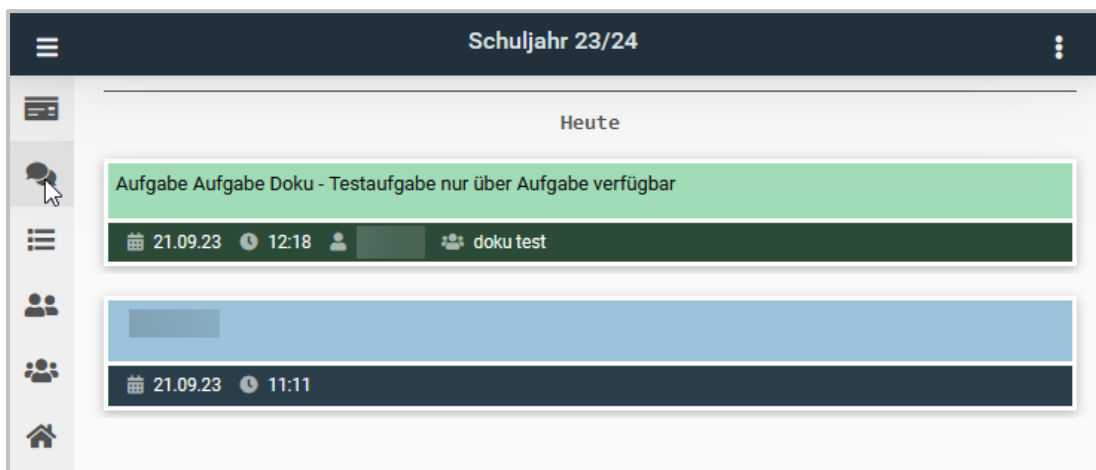 Schuljahr 23/24
Heute
Aufgabe Aufgabe Doku - Testaufgabe nur über Aufgabe verfügbar
21.09.23 12:18 doku test
21.09.23 11:11